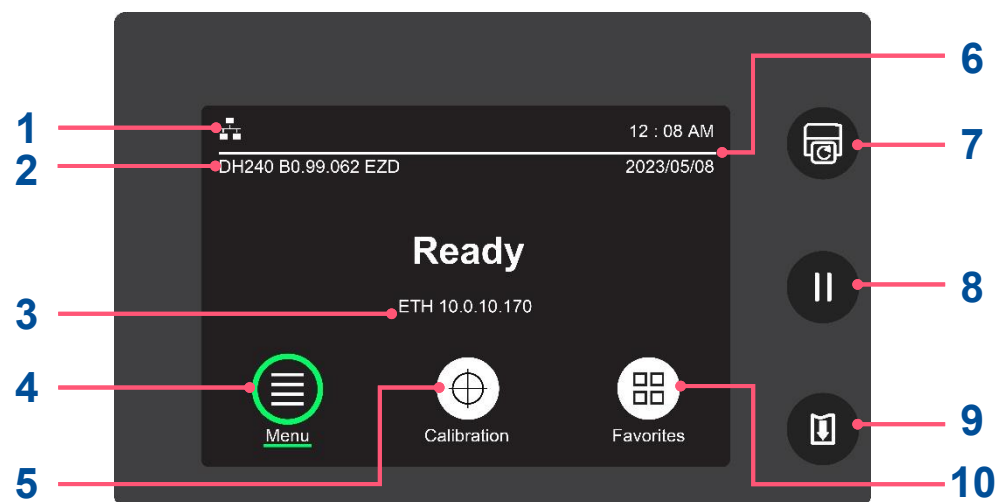 6
1
12 : 08 AM
7
2
DH240 B0.99.062 EZD
2023/05/08
Ready
8
3
ETH 10.0.10.170
4
Menu
Calibration
Favorites
9
5
10